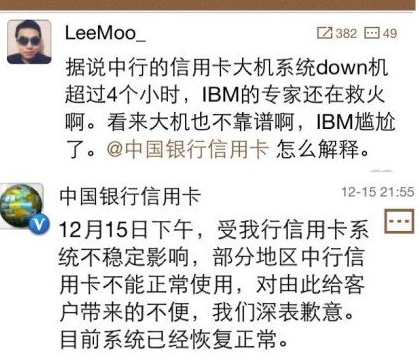 LeeMoo_ 382 49
据说中行的信用卡大机系统down机
超过4个小时，IBM的专家还在救火
啊。看来大机也不靠谱啊，IBM尴尬
了。@中国银行信用卡 怎么解释。
中国银行信用卡 12-15 21:55
12月15日下午，受我行信用卡系
统不稳定影响，部分地区中行信
用卡不能正常使用，对由此给客
户带来的不便，我们深表歉意。
目前系统已经恢复正常。